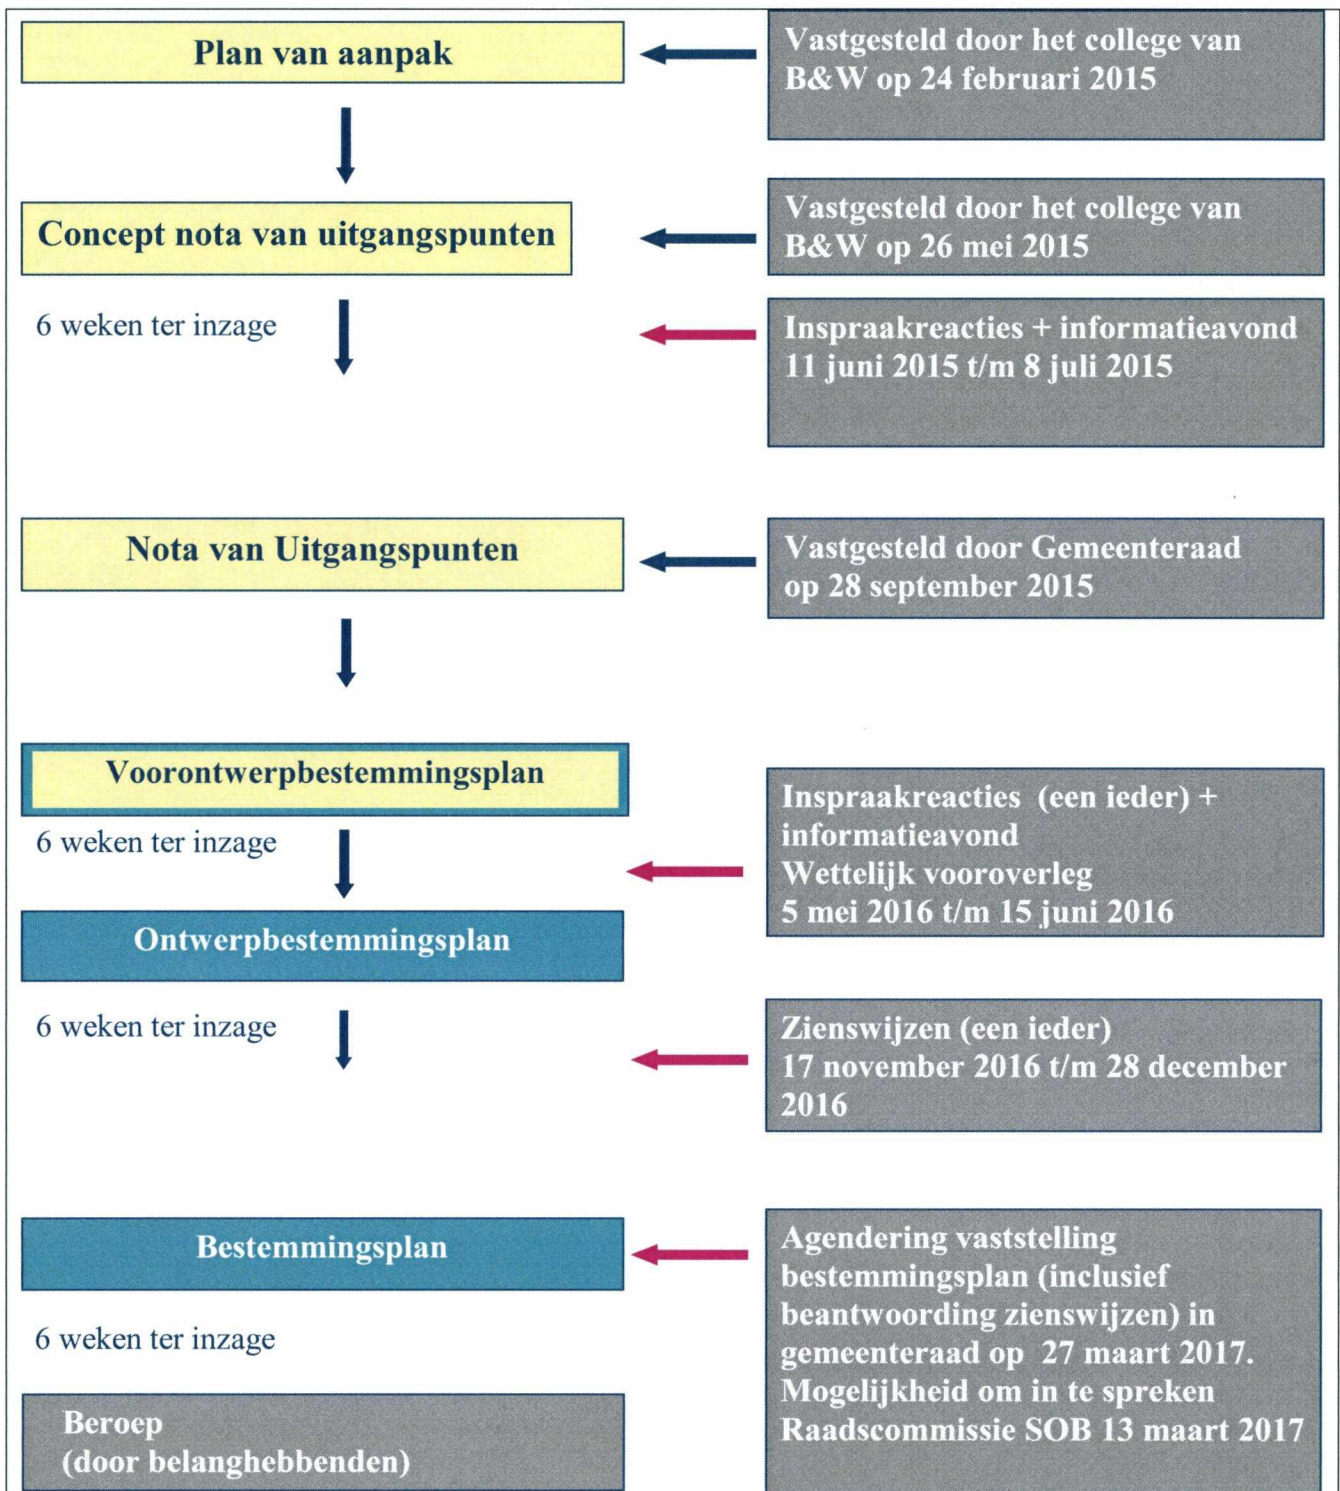 Plan van aanpak
Vastgesteld door het college van
B&W op 24 februari 2015
Concept nota van uitgangspunten
Vastgesteld door het college van
B&W op 26 mei 2015
6 weken ter inzage
Inspraakreacties + informatieavond
11 juni 2015 t/m 8 juli 2015
Nota van Uitgangspunten
Vastgesteld door Gemeenteraad
op 28 september 2015
Voorontwerpbestemmingsplan
6 weken ter inzage
Inspraakreacties (een ieder) +
informatieavond
Wettelijk vooroverleg
5 mei 2016 t/m 15 juni 2016
Ontwerpbestemmingsplan
6 weken ter inzage
Zienswijzen (een ieder)
17 november 2016 t/m 28 december
2016
Bestemmingsplan
Agendering vaststelling
bestemmingsplan (inclusief
beantwoording zienswijzen) in
gemeenteraad op 27 maart 2017.
Mogelijkheid om in te spreken
Raadscommissie SOB 13 maart 2017
6 weken ter inzage
Beroep
(door belanghebbenden)